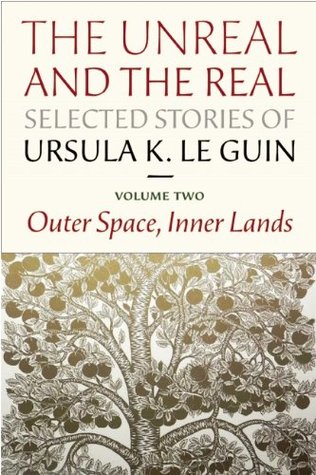 THE UNREAL
AND THE REAL
SELECTED STORIES OF
URSULA K. LE GUIN
VOLUME TWO
Outer Space, Inner Lands